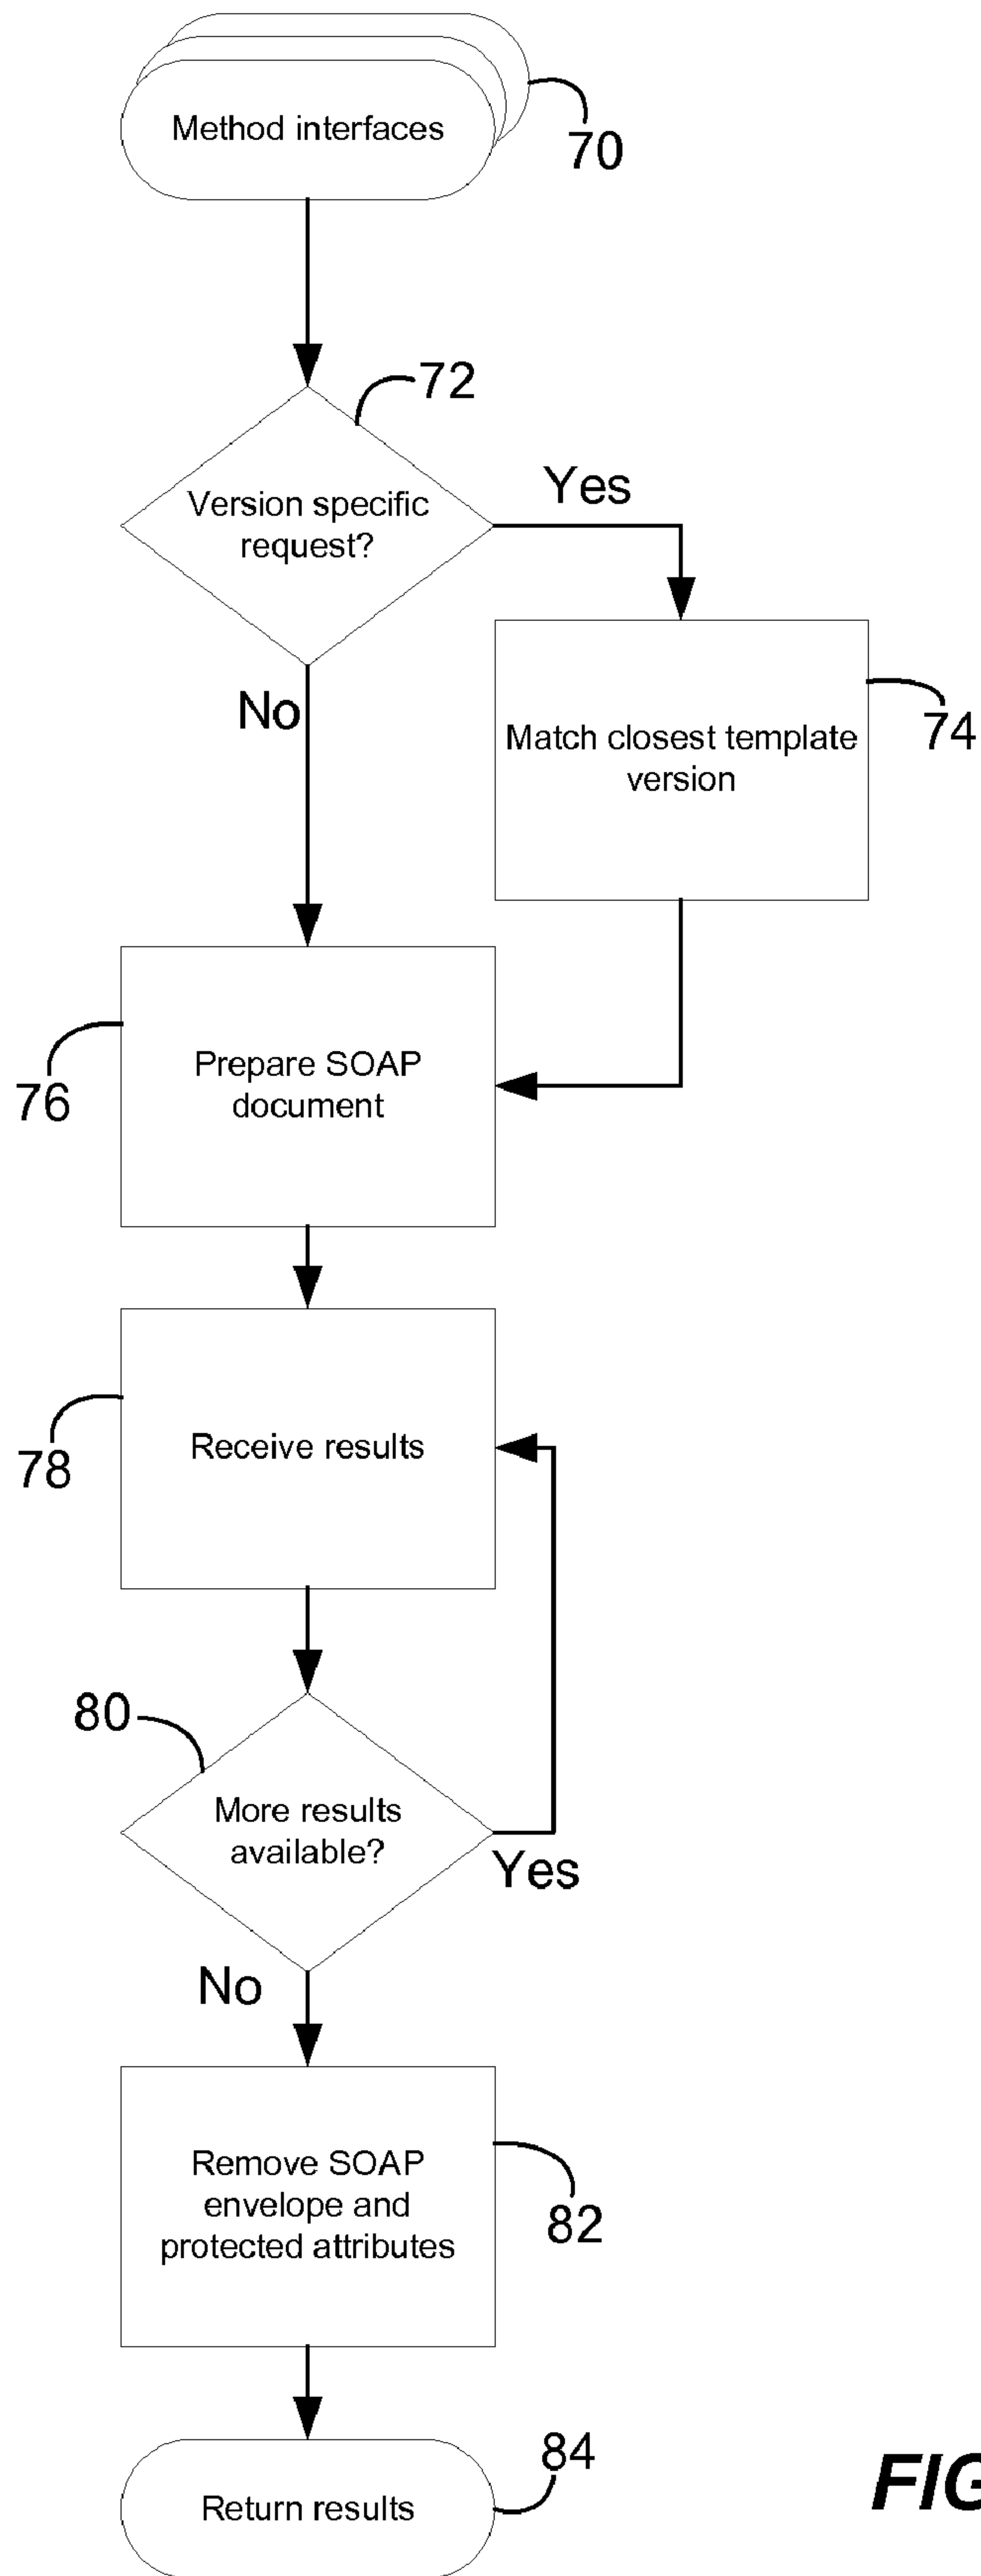 Method interfaces
70
72
Version specific
request?
Yes
No
Match closest template
version
74
Prepare SOAP
document
76
Receive results
78
80
More results
available?
Yes
No
Remove SOAP
envelope and
protected attributes
82
84
Return results
FIG